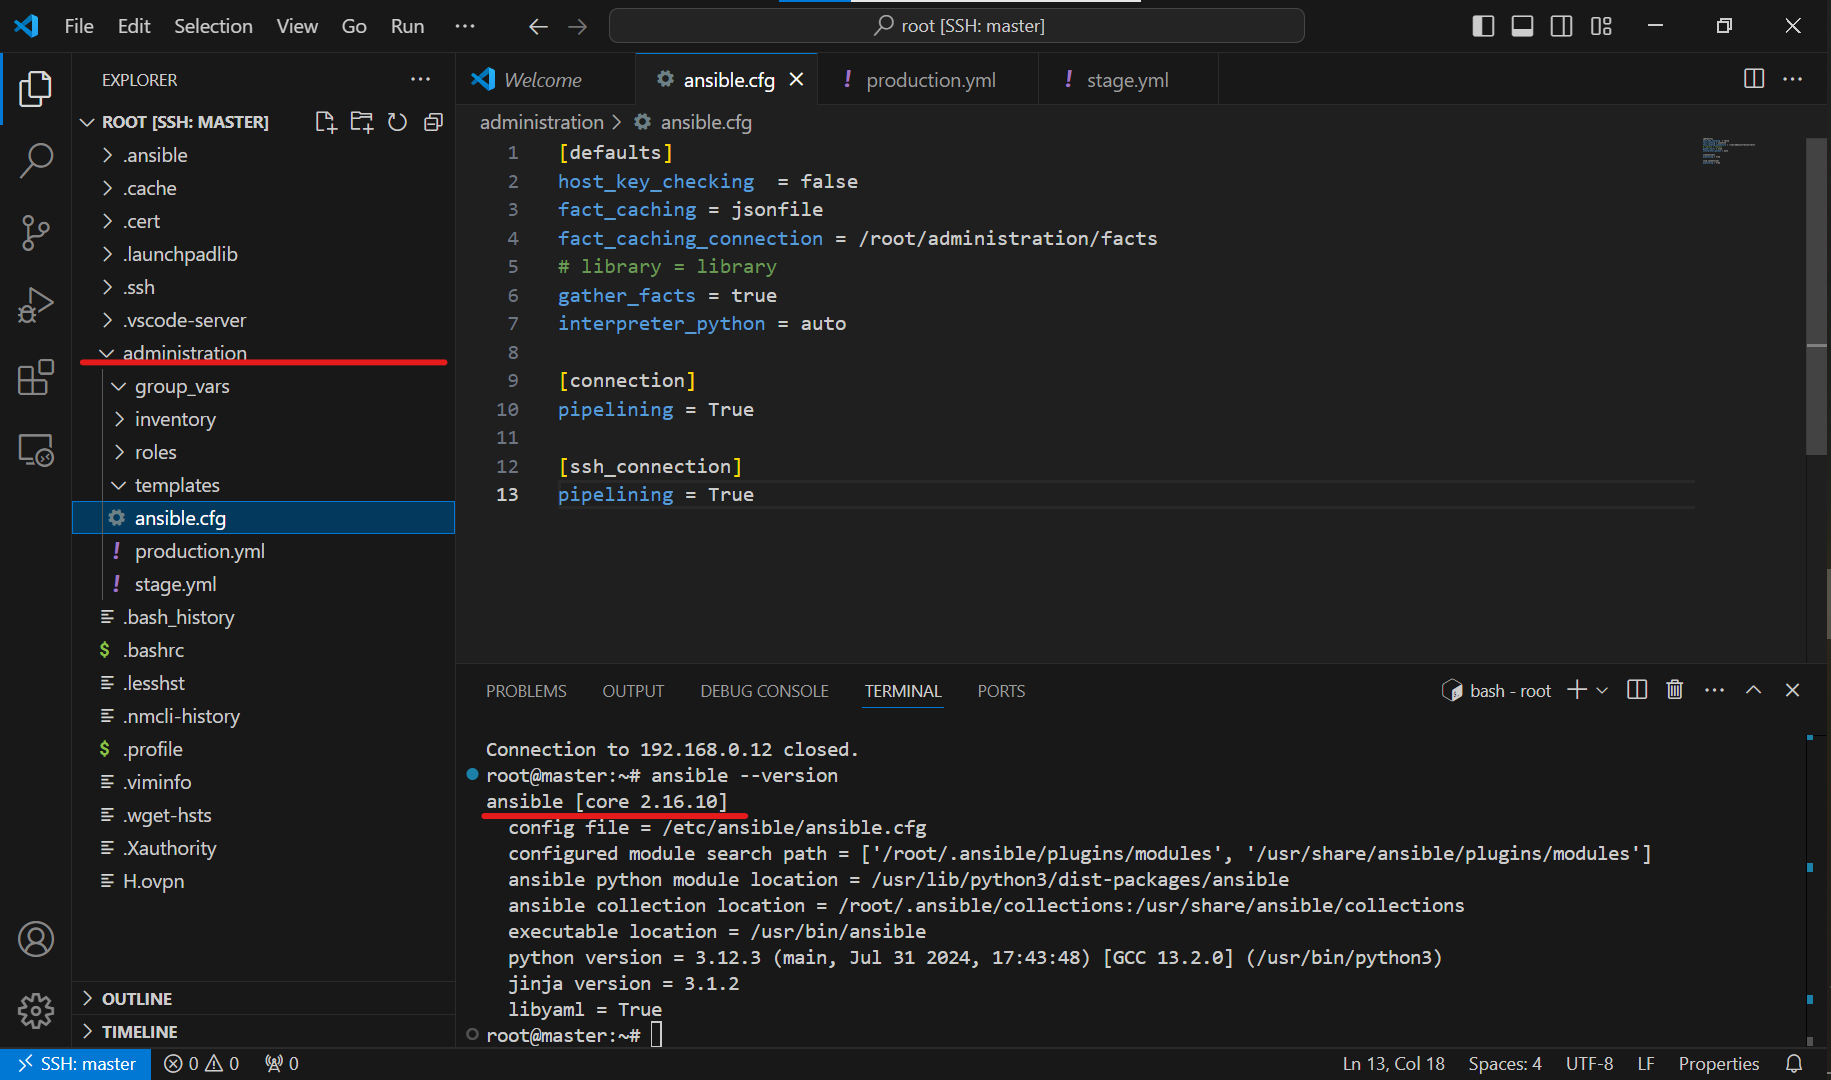 File Edit Selection View Go Run ··· root [SSH: master]
EXPLORER ···
ROOT [SSH: MASTER]
.ansible
.cache
.cert
.launchpadlib
.ssh
.vscode-server
administration
group_vars
inventory
roles
templates
ansible.cfg
production.yml
stage.yml
.bash_history
.bashrc
.lesshst
.nmcli-history
.profile
.viminfo
.wget-hsts
.Xauthority
H.ovpn
OUTLINE
TIMELINE
Welcome ansible.cfg production.yml stage.yml
administration > ansible.cfg
1 [defaults]
2 host_key_checking  = false
3 fact_caching = jsonfile
4 fact_caching_connection = /root/administration/facts
5 # library = library
6 gather_facts = true
7 interpreter_python = auto
8
9 [connection]
10 pipelining = True
11
12 [ssh_connection]
13 pipelining = True
PROBLEMS OUTPUT DEBUG CONSOLE TERMINAL PORTS bash - root
Connection to 192.168.0.12 closed.
root@master:~# ansible --version
ansible [core 2.16.10]
  config file = /etc/ansible/ansible.cfg
  configured module search path = ['/root/.ansible/plugins/modules', '/usr/share/ansible/plugins/modules']
  ansible python module location = /usr/lib/python3/dist-packages/ansible
  ansible collection location = /root/.ansible/collections:/usr/share/ansible/collections
  executable location = /usr/bin/ansible
  python version = 3.12.3 (main, Jul 31 2024, 17:43:48) [GCC 13.2.0] (/usr/bin/python3)
  jinja version = 3.1.2
  libyaml = True
root@master:~#
SSH: master 0 0 0 Ln 13, Col 18 Spaces: 4 UTF-8 LF Properties